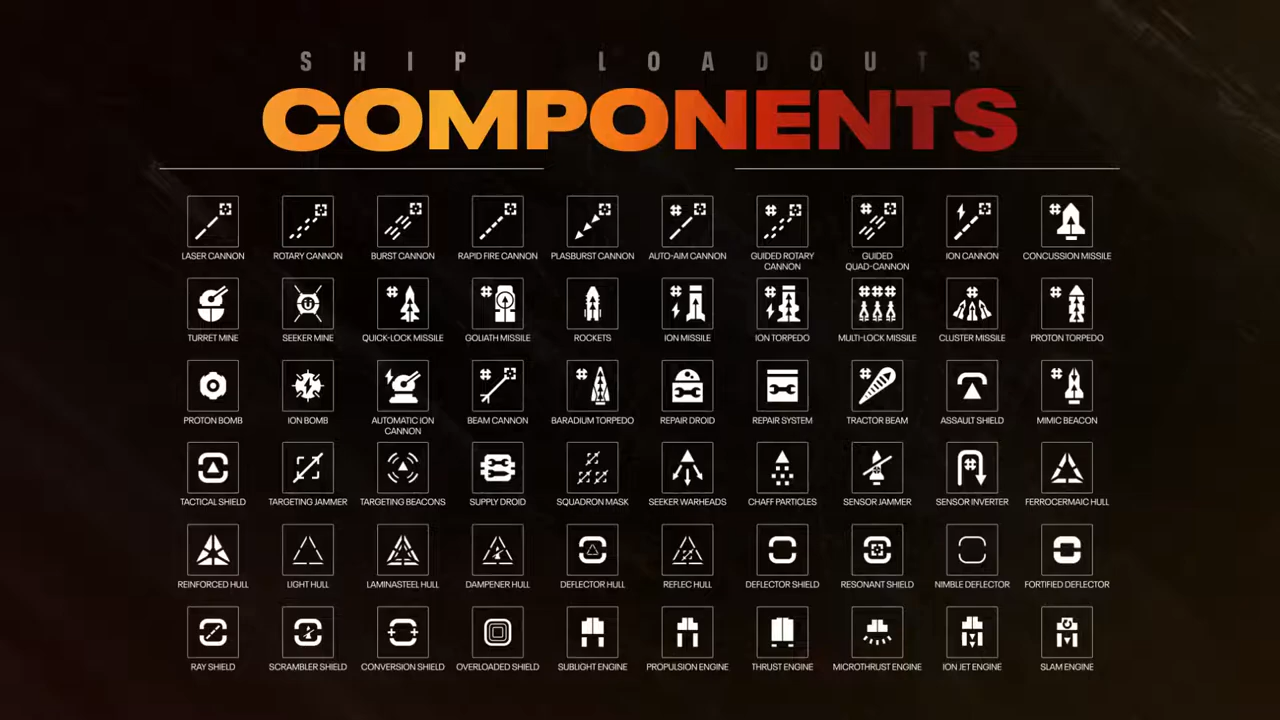 SHIP LOADOUTS
COMPONENTS
LASER CANNON
ROTARY CANNON
BURST CANNON
RAPID FIRE CANNON
PLASBURST CANNON
AUTO-AIM CANNON
GUIDED ROTARY
CANNON
GUIDED
QUAD-CANNON
ION CANNON
CONCUSSION MISSILE
TURRET MINE
SEEKER MINE
QUICK-LOCK MISSILE
GOLIATH MISSILE
ROCKETS
ION MISSILE
ION TORPEDO
MULTI-LOCK MISSILE
CLUSTER MISSILE
PROTON TORPEDO
PROTON BOMB
ION BOMB
AUTOMATIC ION
CANNON
BEAM CANNON
BARADIUM TORPEDO
REPAIR DROID
REPAIR SYSTEM
TRACTOR BEAM
ASSAULT SHIELD
MIMIC BEACON
TACTICAL SHIELD
TARGETING JAMMER
TARGETING BEACONS
SUPPLY DROID
SQUADRON MASK
SEEKER WARHEADS
CHAFF PARTICLES
SENSOR JAMMER
SENSOR INVERTER
FERROCERMAIC HULL
REINFORCED HULL
LIGHT HULL
LAMINASTEEL HULL
DAMPENER HULL
DEFLECTOR HULL
REFLEC HULL
DEFLECTOR SHIELD
RESONANT SHIELD
NIMBLE DEFLECTOR
FORTIFIED DEFLECTOR
RAY SHIELD
SCRAMBLER SHIELD
CONVERSION SHIELD
OVERLOADED SHIELD
SUBLIGHT ENGINE
PROPULSION ENGINE
THRUST ENGINE
MICROTHRUST ENGINE
ION JET ENGINE
SLAM ENGINE